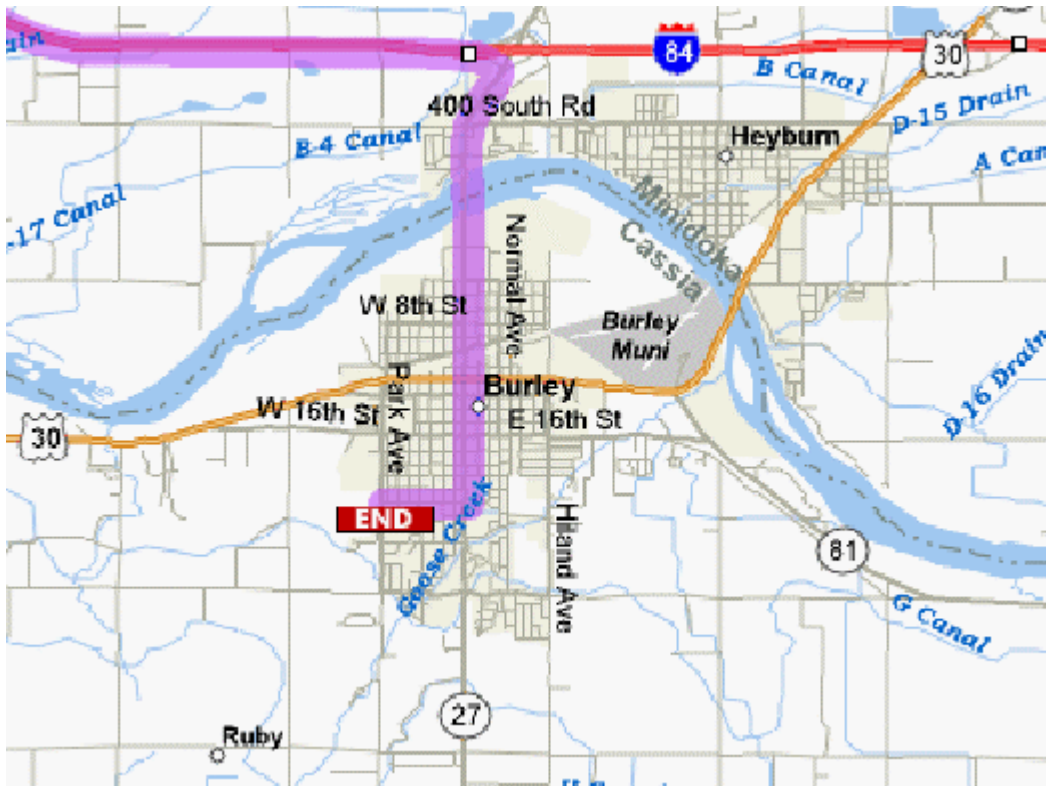 ain
84
30
B Canal
400 South Rd
D-15 Drain
B-4 Canal
Heyburn
A Can
-17 Canal
Minidoka
Cassia
Normal Ave
W 8th St
Burley
Muni
Park Ave
Burley
W 16th St
E 16th St
30
D-16 Drain
END
Goose Creek
Hiland Ave
81
G Canal
27
Ruby